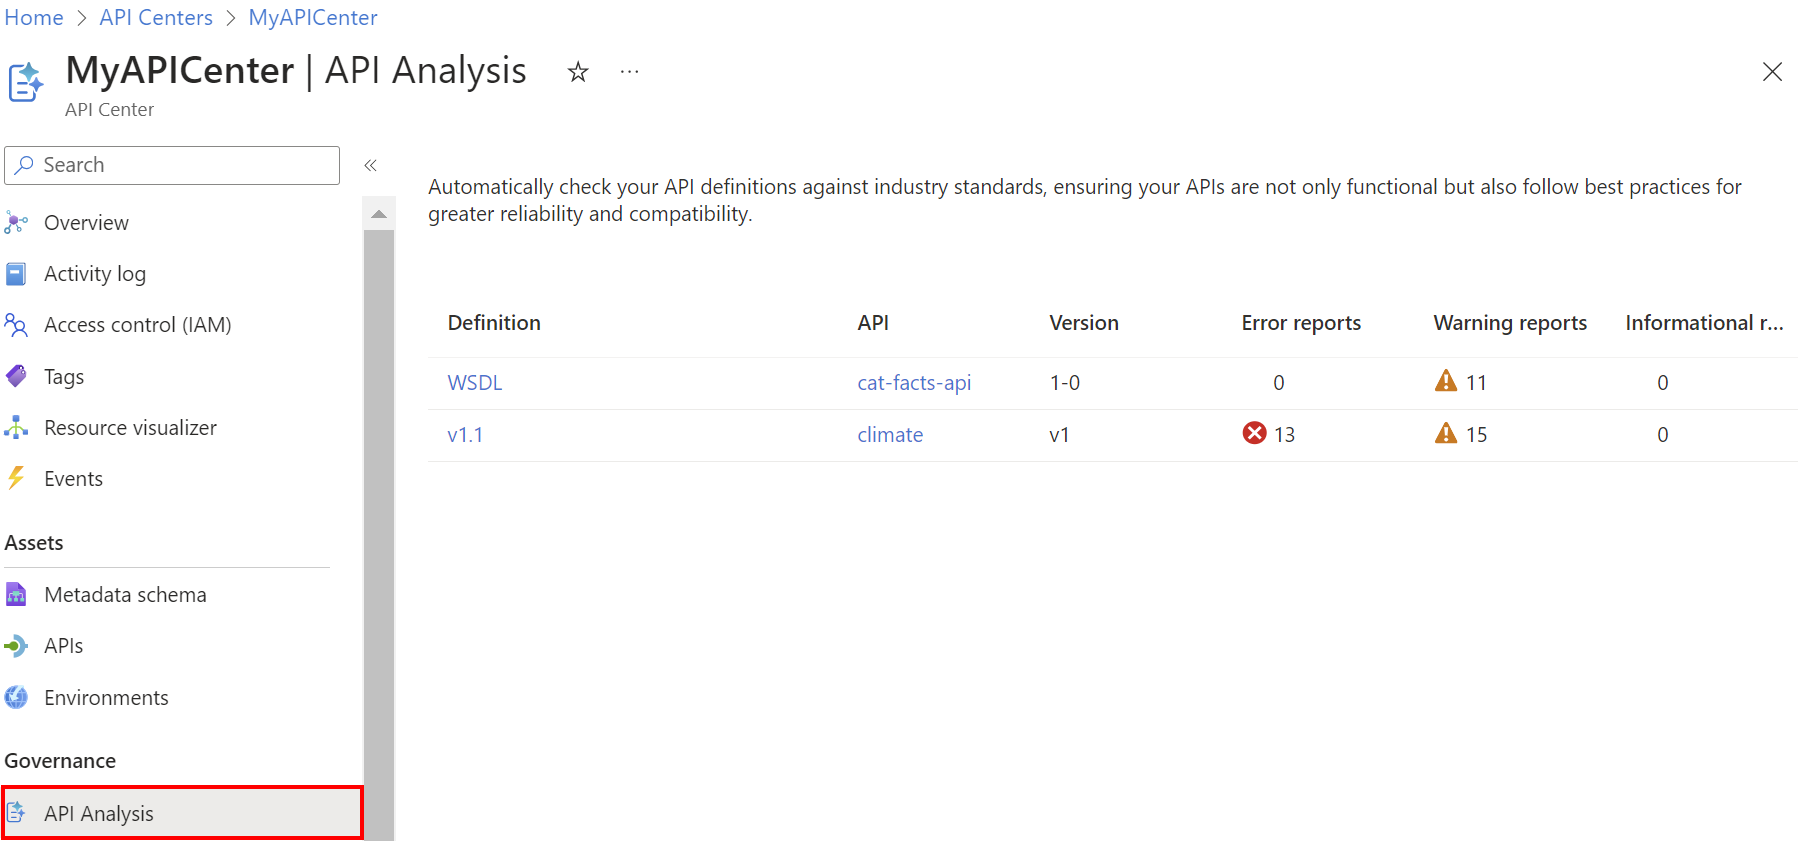 Home > API Centers > MyAPICenter
MyAPICenter | API Analysis
API Center
Search
Overview
Activity log
Access control (IAM)
Tags
Resource visualizer
Events
Assets
Metadata schema
APIs
Environments
Governance
API Analysis
Automatically check your API definitions against industry standards, ensuring your APIs are not only functional but also follow best practices for
greater reliability and compatibility.
Definition API Version Error reports Warning reports Informational r...
WSDL cat-facts-api 1-0 0 11 0
v1.1 climate v1 13 15 0